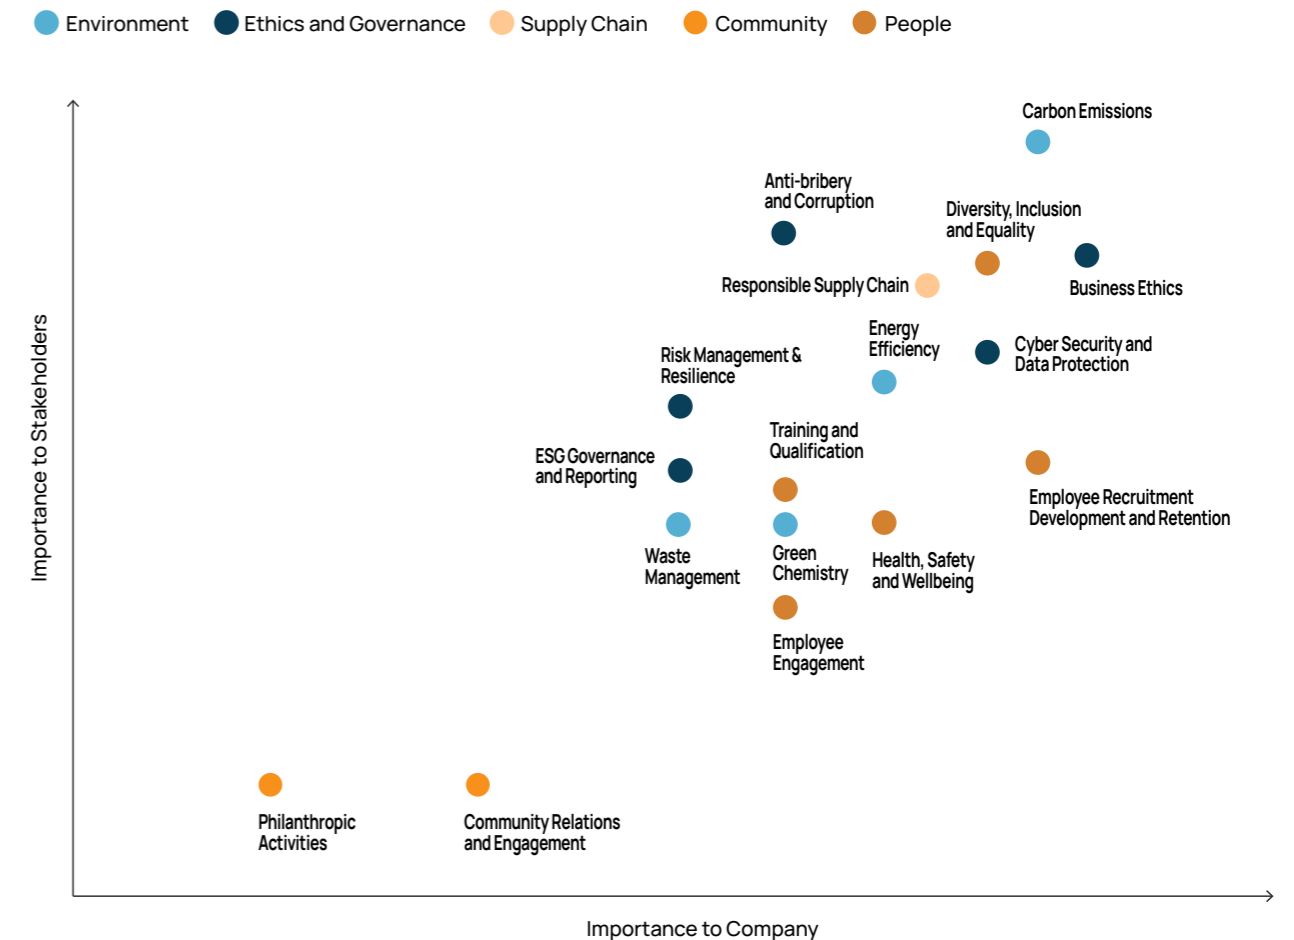 Environment
Ethics and Governance
Supply Chain
Community
People
Carbon Emissions
Anti-bribery
and Corruption
Diversity, Inclusion
and Equality
Responsible Supply Chain
Business Ethics
Energy
Efficiency
Cyber Security and
Data Protection
Risk Management &
Resilience
Training and
Qualification
ESG Governance
and Reporting
Employee Recruitment
Development and Retention
Waste
Management
Green
Chemistry
Health, Safety
and Wellbeing
Employee
Engagement
Philanthropic
Activities
Community Relations
and Engagement
Importance to Stakeholders
Importance to Company